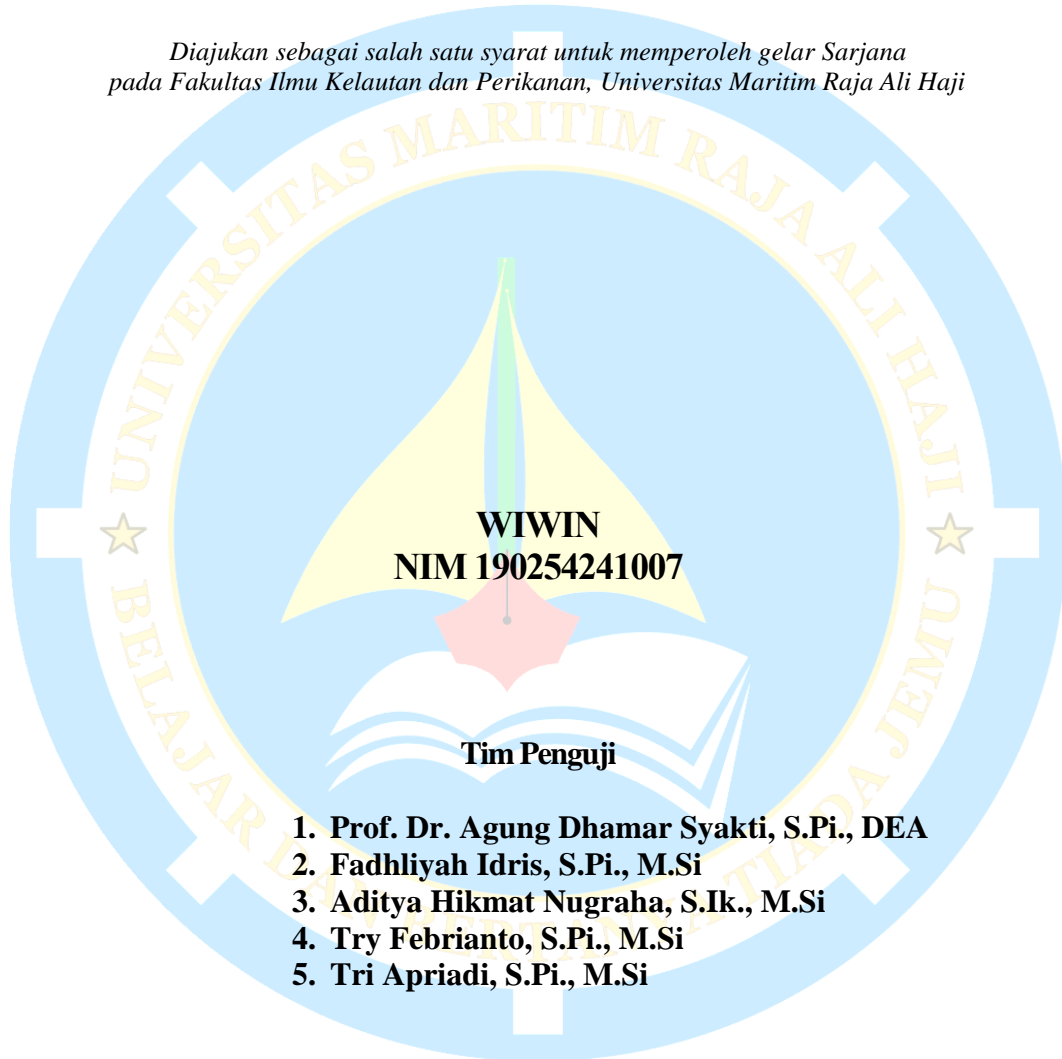 Diajukan sebagai salah satu syarat untuk memperoleh gelar Sarjana
pada Fakultas Ilmu Kelautan dan Perikanan, Universitas Maritim Raja Ali Haji
UNIVERSITAS MARITIM RAJA ALI HAJI
WIWIN
NIM 190254241007
Tim Penguji
1. Prof. Dr. Agung Dhamar Syakti, S.Pi., DEA
2. Fadhliyah Idris, S.Pi., M.Si
3. Aditya Hikmat Nugraha, S.Ik., M.Si
4. Try Febrianto, S.Pi., M.Si
5. Tri Apriadi, S.Pi., M.Si
BELAJAR DAN BERTANYA TIADA JEMU